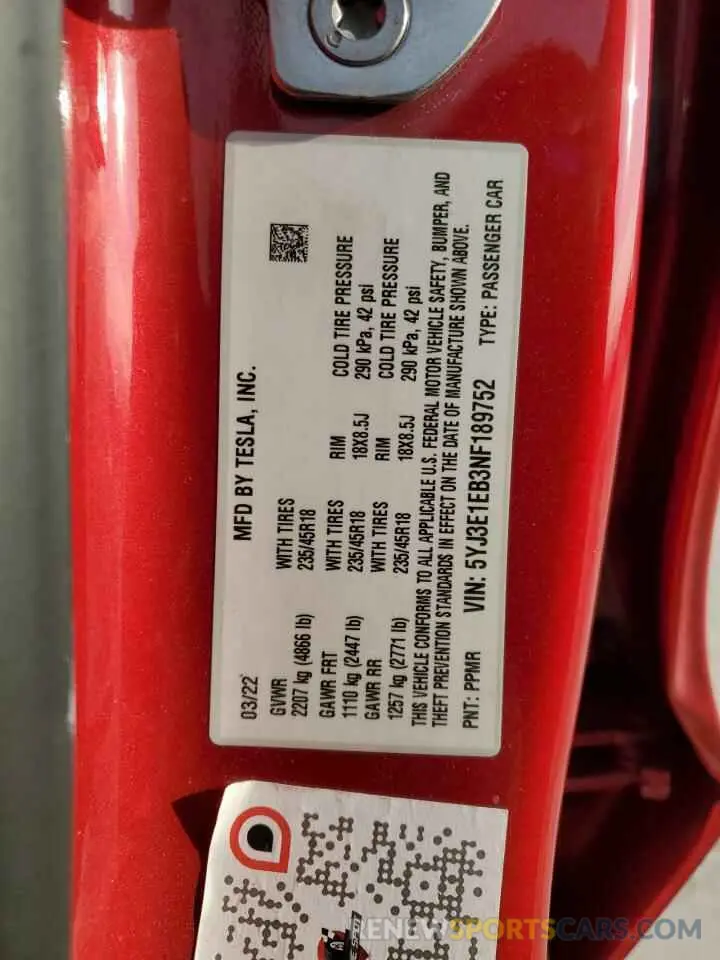 MFD BY TESLA, INC.
03/22
GVWR WITH TIRES
2207 kg (4866 lb) 235/45R18
GAWR FRT WITH TIRES RIM COLD TIRE PRESSURE
1110 kg (2447 lb) 235/45R18 18X8.5J 290 kPa, 42 psi
GAWR RR WITH TIRES RIM COLD TIRE PRESSURE
1257 kg (2771 lb) 235/45R18 18X8.5J 290 kPa, 42 psi
THIS VEHICLE CONFORMS TO ALL APPLICABLE U.S. FEDERAL MOTOR VEHICLE SAFETY, BUMPER, AND
THEFT PREVENTION STANDARDS IN EFFECT ON THE DATE OF MANUFACTURE SHOWN ABOVE.
PNT: PPMR VIN: 5YJ3E1EB3NF189752 TYPE: PASSENGER CAR
RENEWSPORTSCAR.COM